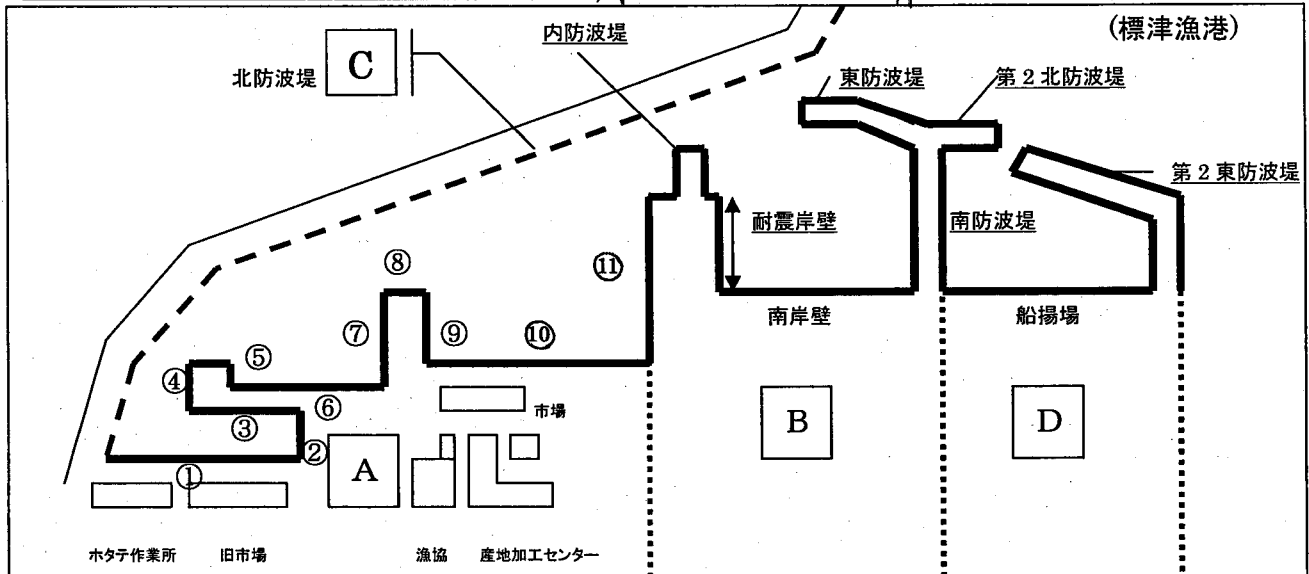 (標津漁港)
内防波堤
C
北防波堤
東防波堤
第2北防波堤
第2東防波堤
耐震岸壁
南防波堤
⑧
⑪
南岸壁
船揚場
⑦
⑨
⑩
⑤
④
⑥
③
市場
②
①
A
B
D
ホタテ作業所
旧市場
漁協
産地加工センター